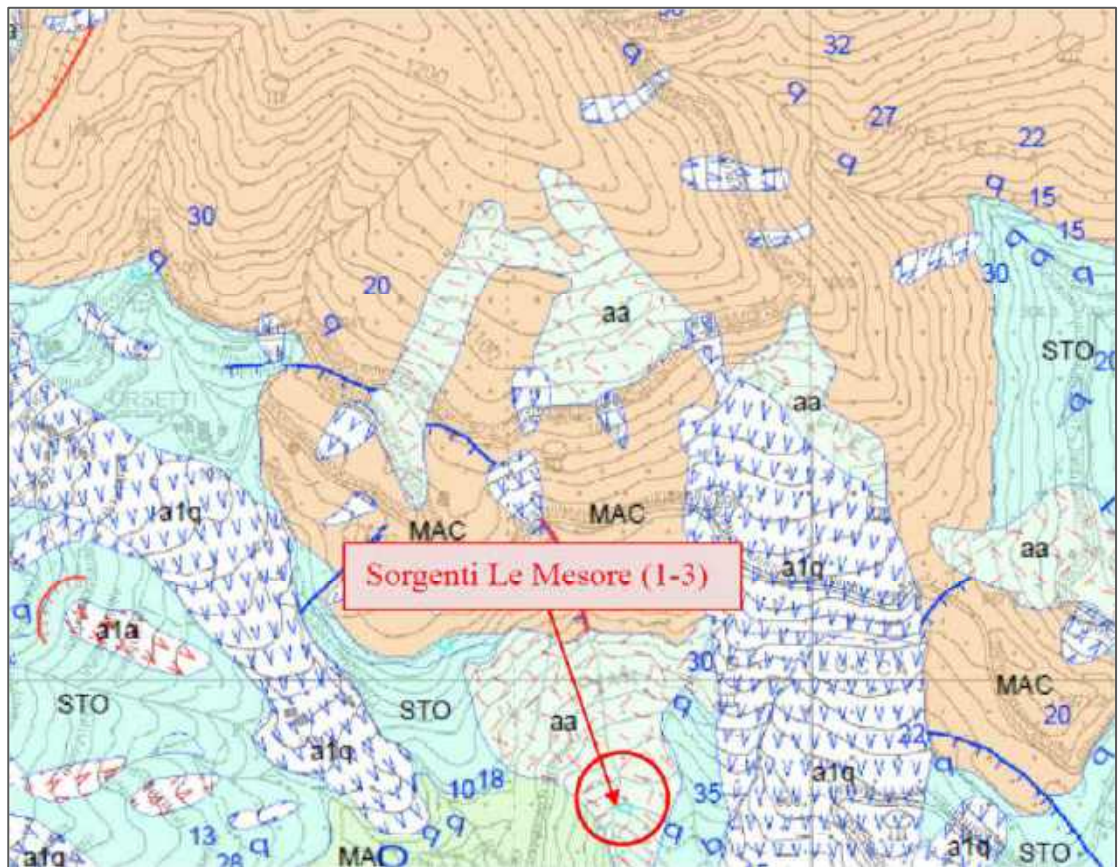 32
27
22
15
15
30
30
20
aa
STO
20
ORSETTI
aa
a1q
MAC
MAC
aa
Sorgenti Le Mesore (1-3)
a1q
a1a
30
MAC
STO
STO
20
aa
22
a1q
10
18
35
a1q
13
28
STO
a1q